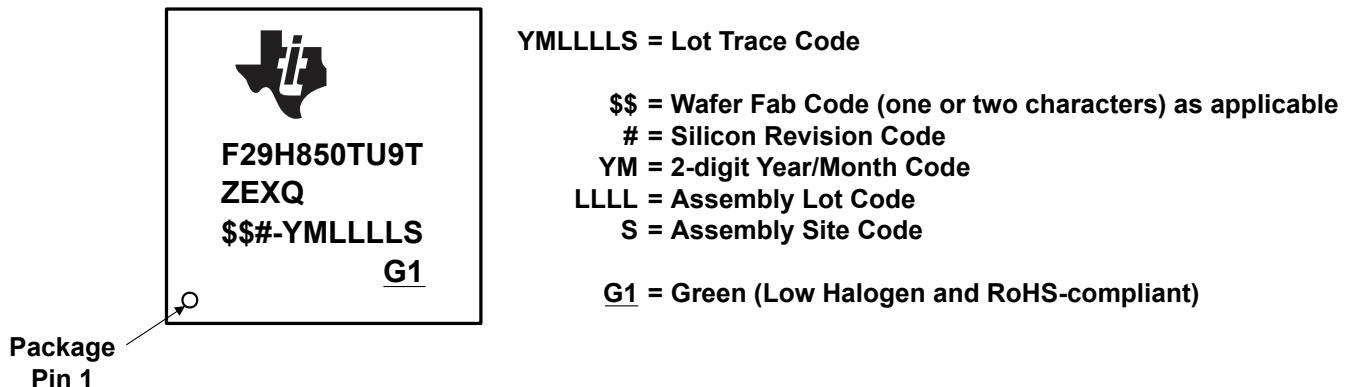 F29H850TU9T
ZEXQ
$$#-YMLLLLS
G1
Package
Pin 1
YMLLLLS = Lot Trace Code
$$ = Wafer Fab Code (one or two characters) as applicable
# = Silicon Revision Code
YM = 2-digit Year/Month Code
LLLL = Assembly Lot Code
S = Assembly Site Code
G1 = Green (Low Halogen and RoHS-compliant)